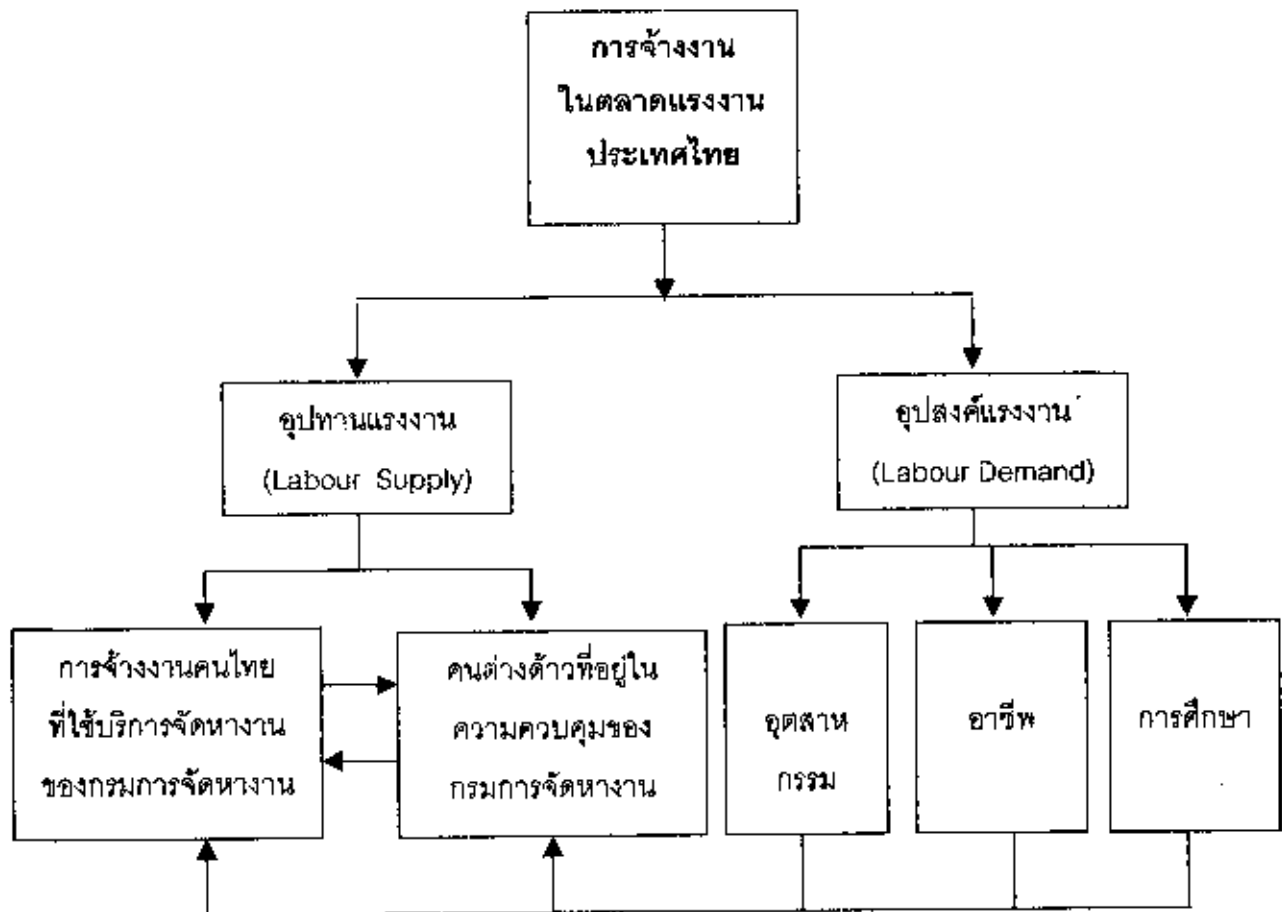 การจ้างงาน
ในตลาดแรงงาน
ประเทศไทย
อุปทานแรงงาน
(Labour Supply)
อุปสงค์แรงงาน
(Labour Demand)
การจ้างงานคนไทย
ที่ใช้บริการจัดหางาน
ของกรมการจัดหางาน
คนต่างด้าวที่อยู่ใน
ความควบคุมของ
กรมการจัดหางาน
อุตสาห
กรรม
อาชีพ
การศึกษา